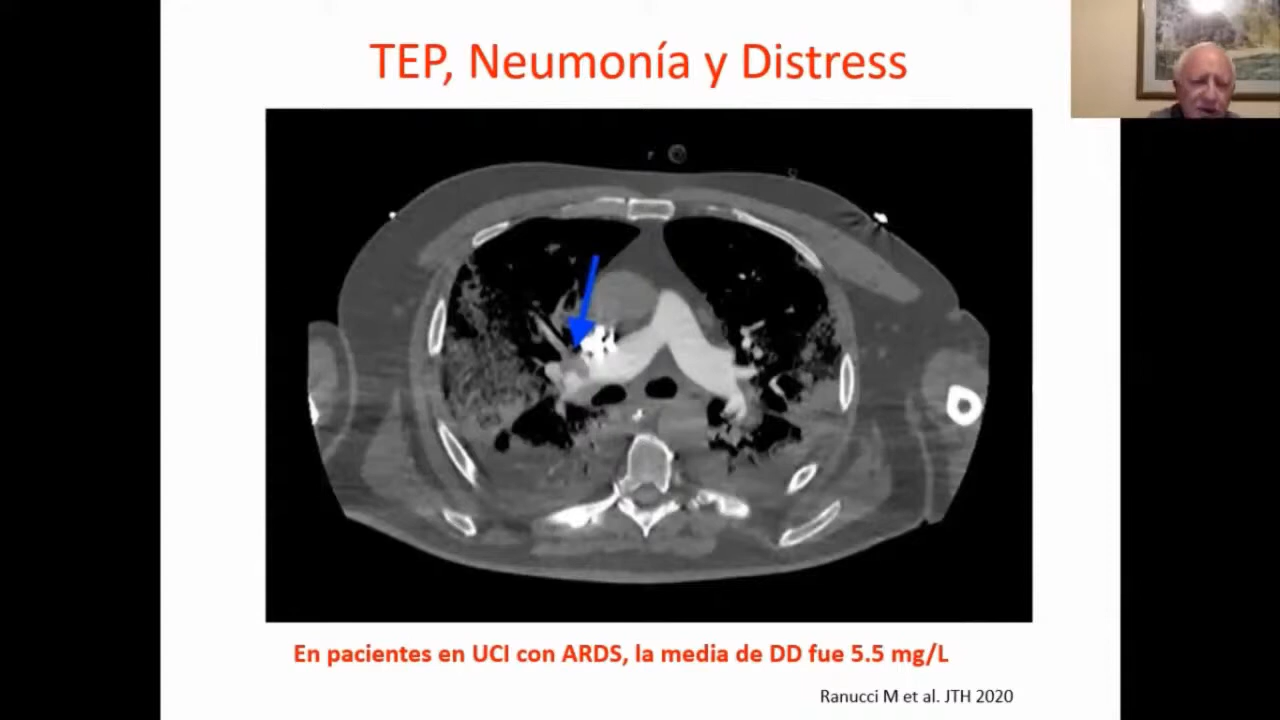 TEP, Neumonía y Distress
En pacientes en UCI con ARDS, la media de DD fue 5.5 mg/L
Ranucci M et al. JTH 2020